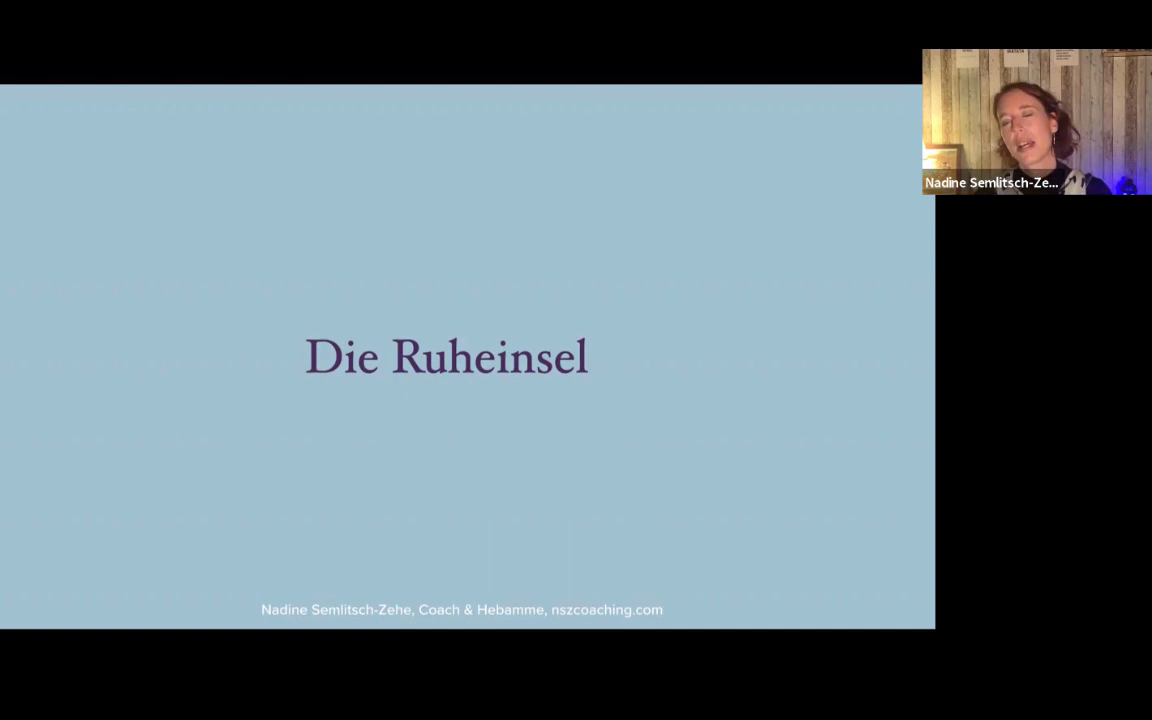 Nadine Semlitsch-Ze...
Die Ruheinsel
Nadine Semlitsch-Zehe, Coach & Hebamme, nszcoaching.com